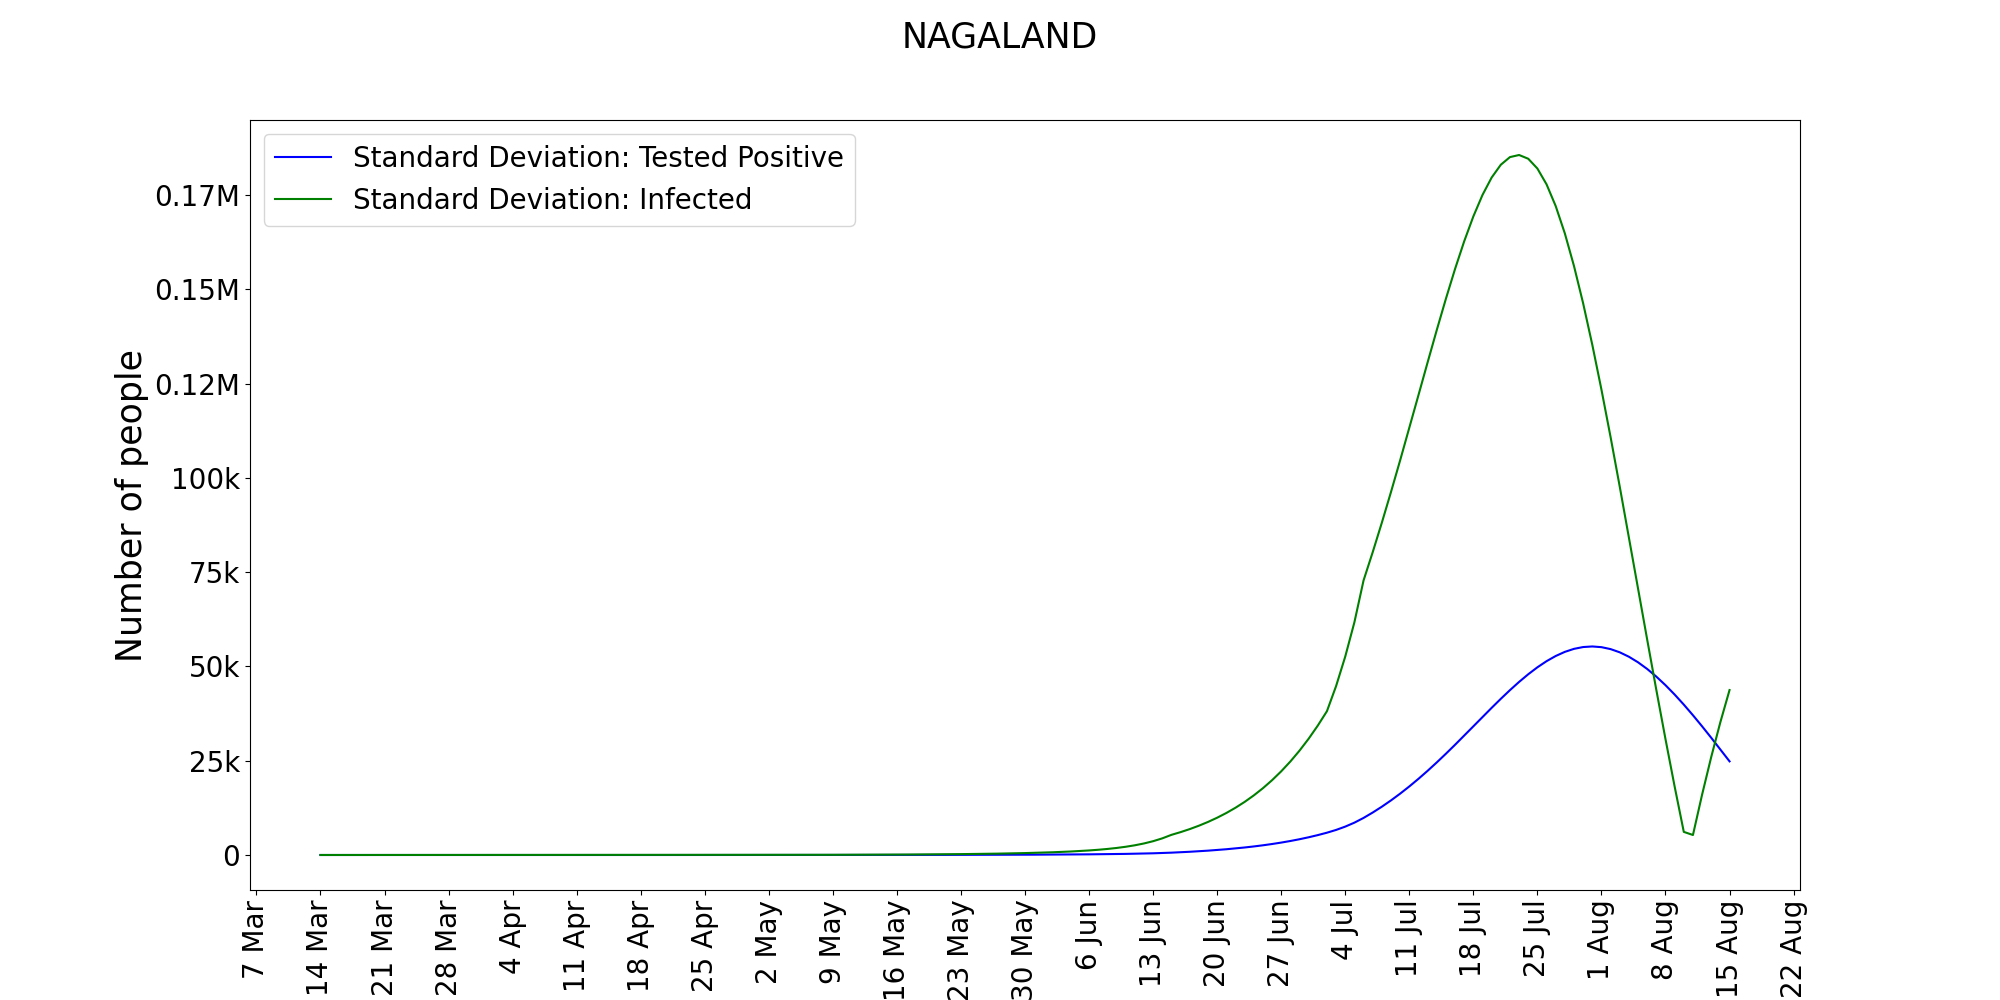 NAGALAND
Standard Deviation: Tested Positive
Standard Deviation: Infected
Number of people
0.17M
0.15M
0.12M
100k
75k
50k
25k
0
7 Mar
14 Mar
21 Mar
28 Mar
4 Apr
11 Apr
18 Apr
25 Apr
2 May
9 May
16 May
23 May
30 May
6 Jun
13 Jun
20 Jun
27 Jun
4 Jul
11 Jul
18 Jul
25 Jul
1 Aug
8 Aug
15 Aug
22 Aug